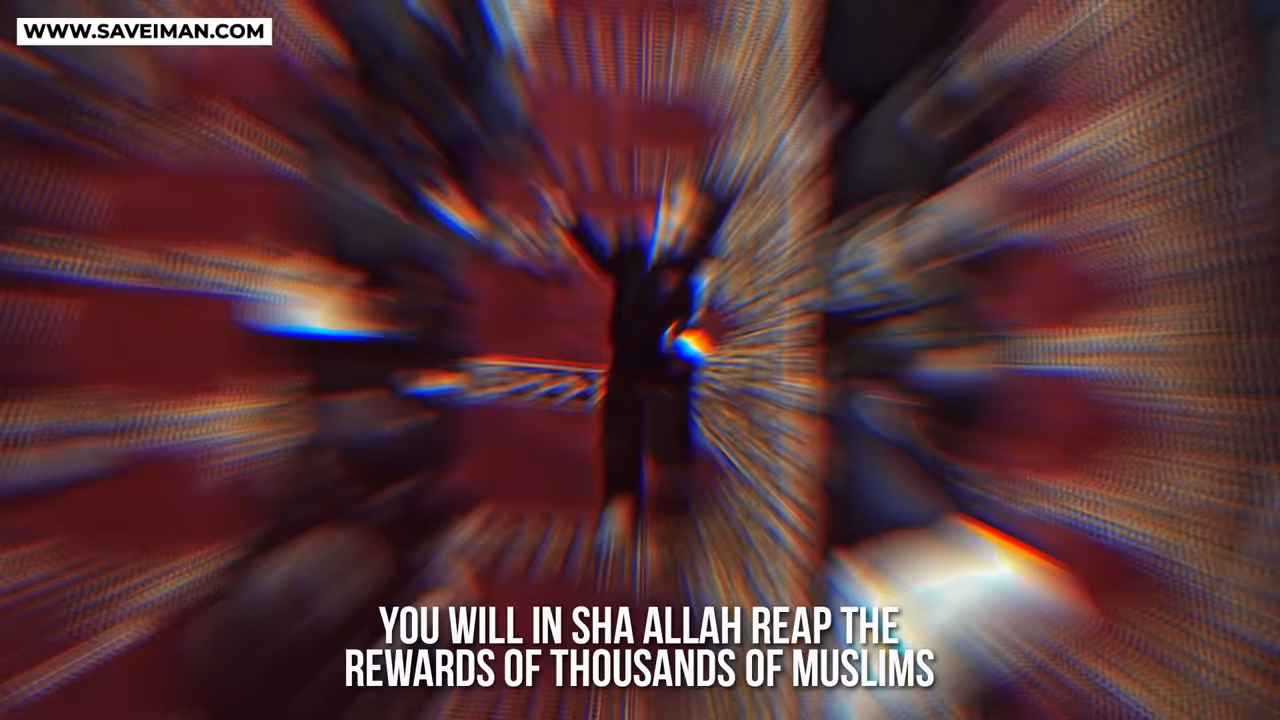 WWW.SAVEIMAN.COM
YOU WILL IN SHA ALLAH REAP THE
REWARDS OF THOUSANDS OF MUSLIMS